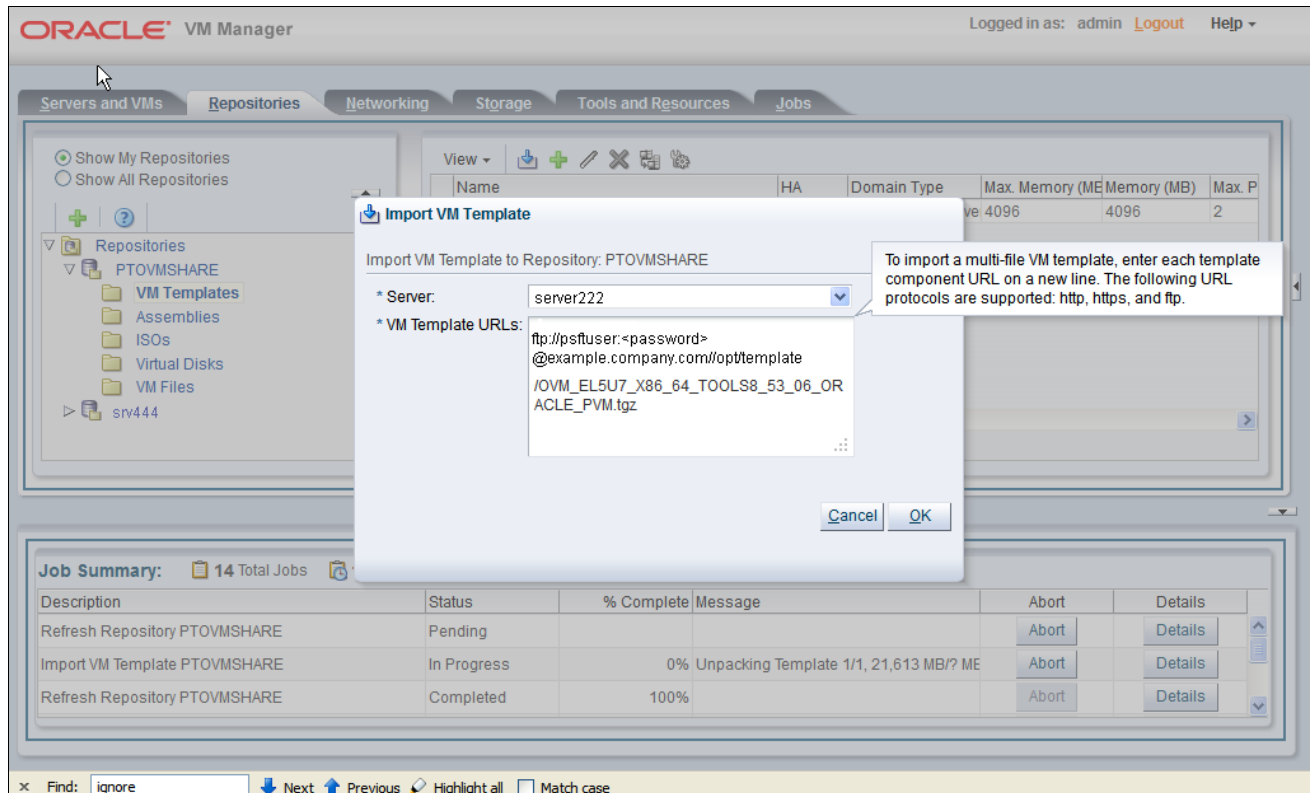 ORACLE VM Manager
Logged in as: admin Logout Help
Servers and VMs Repositories Networking Storage Tools and Resources Jobs
Show My Repositories
Show All Repositories
Repositories
PTOVMSHARE
VM Templates
Assemblies
ISOs
Virtual Disks
VM Files
srv444
View
Name HA Domain Type Max. Memory (MB Memory (MB) Max. P
ve 4096 4096 2
Import VM Template
Import VM Template to Repository: PTOVMSHARE
* Server: server222
* VM Template URLs:
ftp://psftuser:<password>
@example.company.com//opt/template
/OVM_EL5U7_X86_64_TOOLS8_53_06_OR
ACLE_PVM.tgz
To import a multi-file VM template, enter each template
component URL on a new line. The following URL
protocols are supported: http, https, and ftp.
Cancel OK
Job Summary: 14 Total Jobs
Description Status % Complete Message Abort Details
Refresh Repository PTOVMSHARE Pending Abort Details
Import VM Template PTOVMSHARE In Progress 0% Unpacking Template 1/1, 21,613 MB/? ME Abort Details
Refresh Repository PTOVMSHARE Completed 100% Abort Details
× Find: ignore Next Previous Highlight all Match case